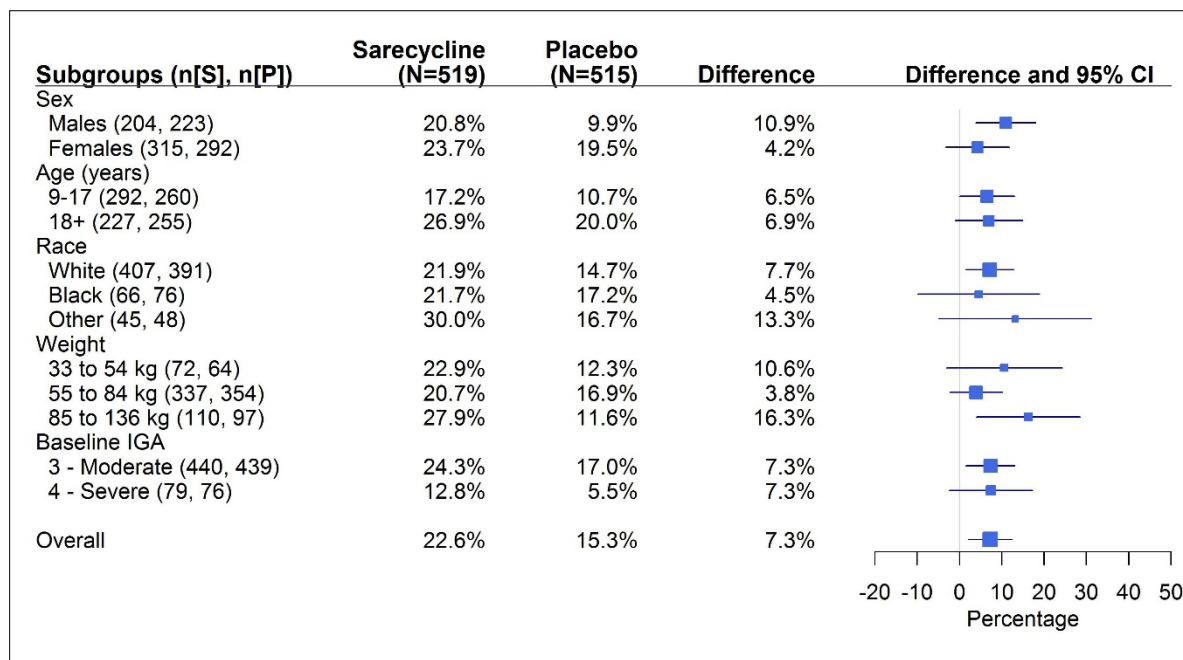 Subgroups (n[S], n[P]) Sarecycline (N=519) Placebo (N=515) Difference Difference and 95% CI
Sex
Males (204, 223) 20.8% 9.9% 10.9%
Females (315, 292) 23.7% 19.5% 4.2%
Age (years)
9-17 (292, 260) 17.2% 10.7% 6.5%
18+ (227, 255) 26.9% 20.0% 6.9%
Race
White (407, 391) 21.9% 14.7% 7.7%
Black (66, 76) 21.7% 17.2% 4.5%
Other (45, 48) 30.0% 16.7% 13.3%
Weight
33 to 54 kg (72, 64) 22.9% 12.3% 10.6%
55 to 84 kg (337, 354) 20.7% 16.9% 3.8%
85 to 136 kg (110, 97) 27.9% 11.6% 16.3%
Baseline IGA
3 - Moderate (440, 439) 24.3% 17.0% 7.3%
4 - Severe (79, 76) 12.8% 5.5% 7.3%
Overall 22.6% 15.3% 7.3%
-20 -10 0 10 20 30 40 50
Percentage